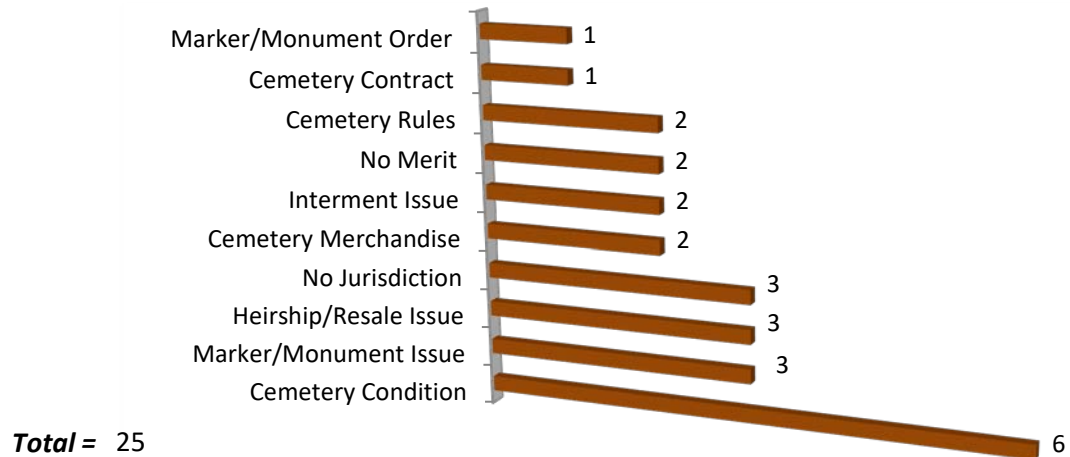 Marker/Monument Order 1
Cemetery Contract 1
Cemetery Rules 2
No Merit 2
Interment Issue 2
Cemetery Merchandise 2
No Jurisdiction 3
Heirship/Resale Issue 3
Marker/Monument Issue 3
Cemetery Condition 6
Total = 25